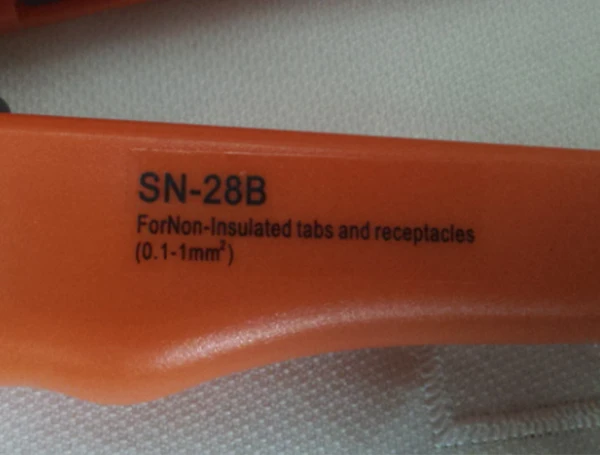 SN-28B
ForNon-Insulated tabs and receptacles
(0.1-1mm²)